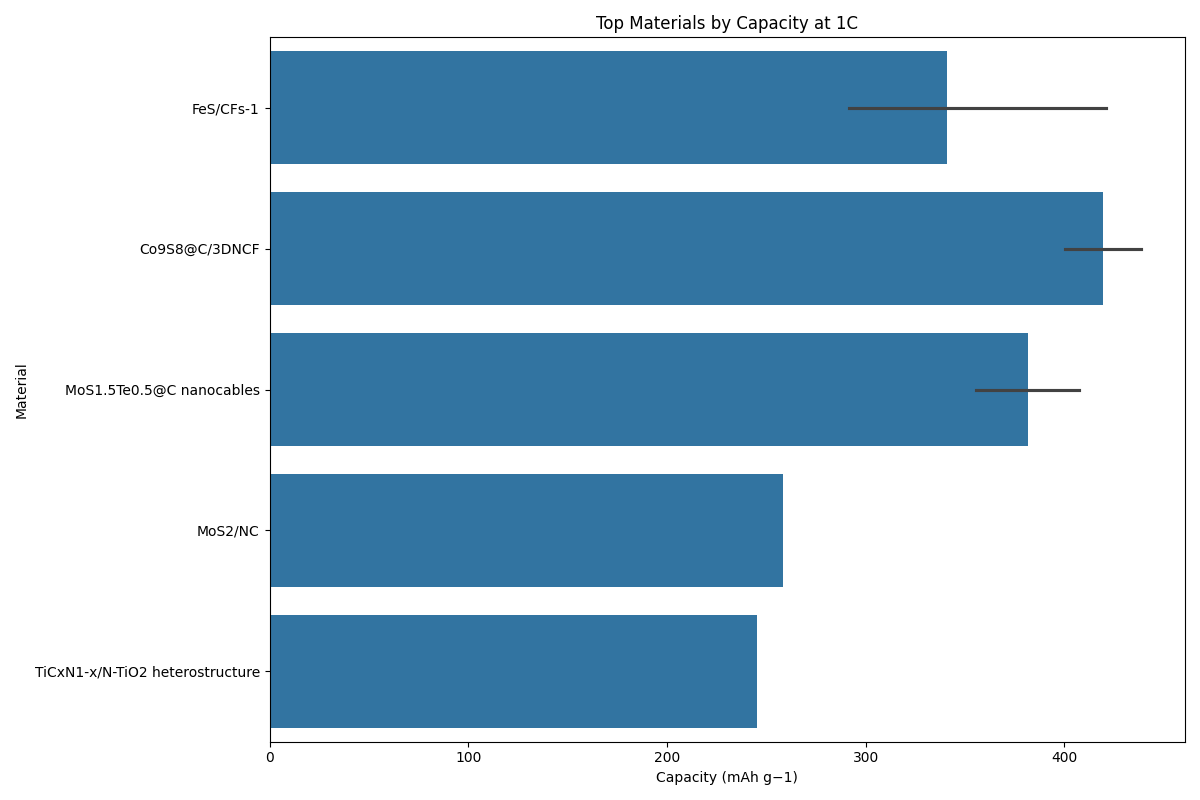 Top Materials by Capacity at 1C
Material
FeS/CFs-1
Co9S8@C/3DNCF
MoS1.5Te0.5@C nanocables
MoS2/NC
TiCxN1-x/N-TiO2 heterostructure
0 100 200 300 400
Capacity (mAh g−1)